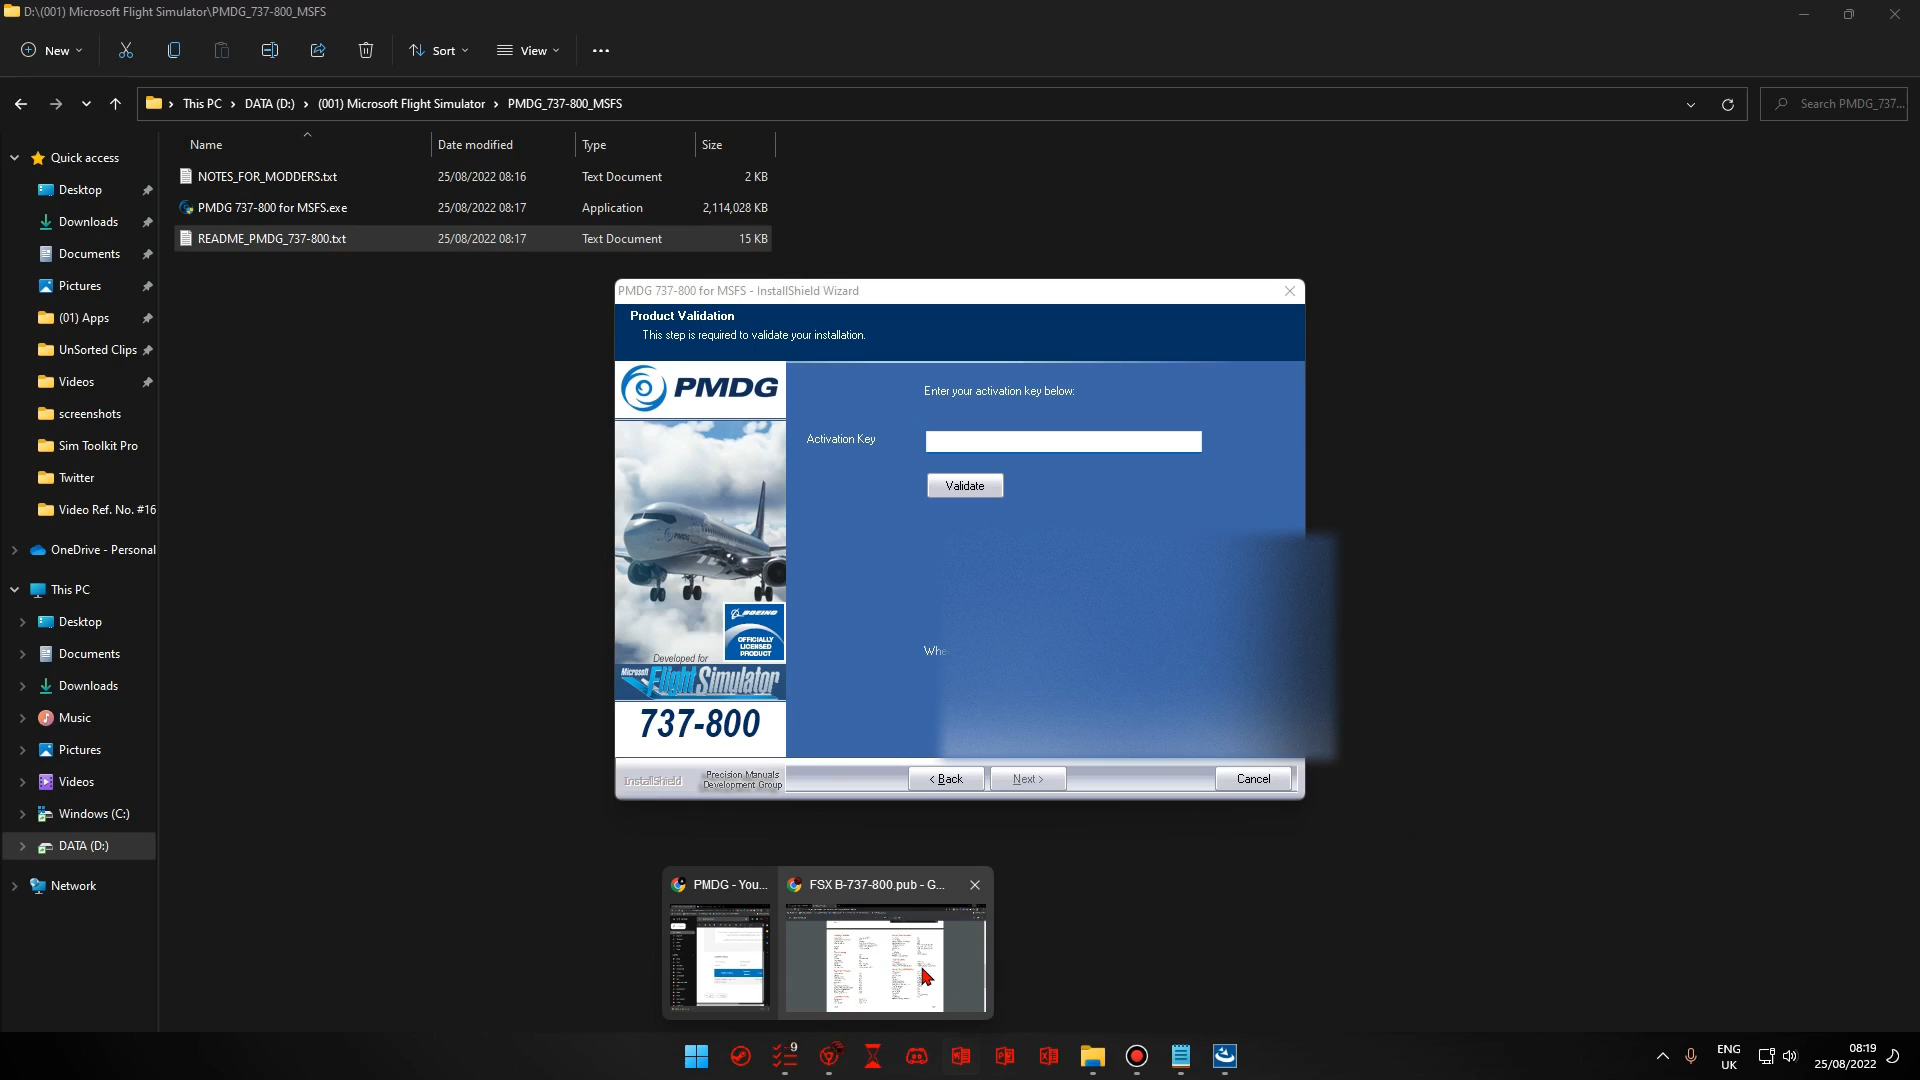 D:\(001) Microsoft Flight Simulator\PMDG_737-800_MSFS
New
Sort
View
This PC > DATA (D:) > (001) Microsoft Flight Simulator > PMDG_737-800_MSFS
Search PMDG_737...
Name Date modified Type Size
NOTES_FOR_MODDERS.txt 25/08/2022 08:16 Text Document 2 KB
PMDG 737-800 for MSFS.exe 25/08/2022 08:17 Application 2,114,028 KB
README_PMDG_737-800.txt 25/08/2022 08:17 Text Document 15 KB
Quick access
Desktop
Downloads
Documents
Pictures
(01) Apps
UnSorted Clips
Videos
screenshots
Sim Toolkit Pro
Twitter
Video Ref. No. #16
OneDrive - Personal
This PC
Desktop
Documents
Downloads
Music
Pictures
Videos
Windows (C:)
DATA (D:)
Network
PMDG 737-800 for MSFS - InstallShield Wizard
Product Validation
This step is required to validate your installation.
PMDG
Enter your activation key below:
Activation Key
Validate
BOEING
OFFICIALLY
LICENSED
PRODUCT
Developed for
Microsoft
Flight Simulator
737-800
InstallShield
Precision Manuals
Development Group
< Back
Next >
Cancel
PMDG - You...
FSX B-737-800.pub - G...
9
ENG
UK
08:19
25/08/2022